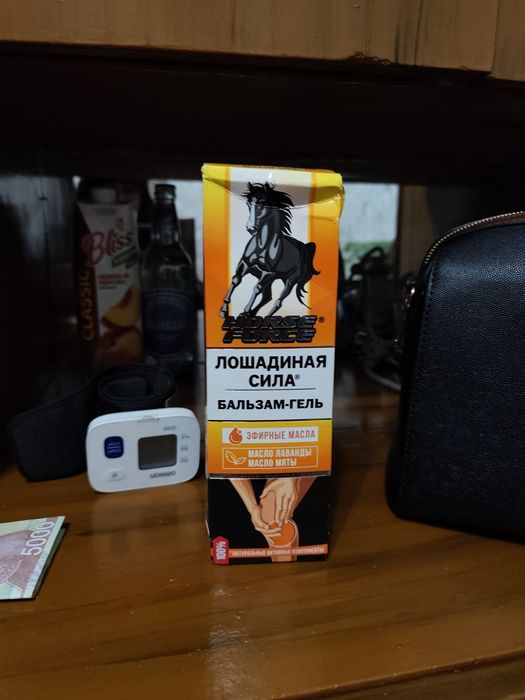 HORSE
FORCE®
ЛОШАДИНАЯ
СИЛА®
БАЛЬЗАМ-ГЕЛЬ
ЭФИРНЫЕ МАСЛА
МАСЛО ЛАВАНДЫ
МАСЛО МЯТЫ
100%
НАТУРАЛЬНЫЕ АКТИВНЫЕ КОМПОНЕНТЫ
Bliss
CLASSIC
OMRON
5000